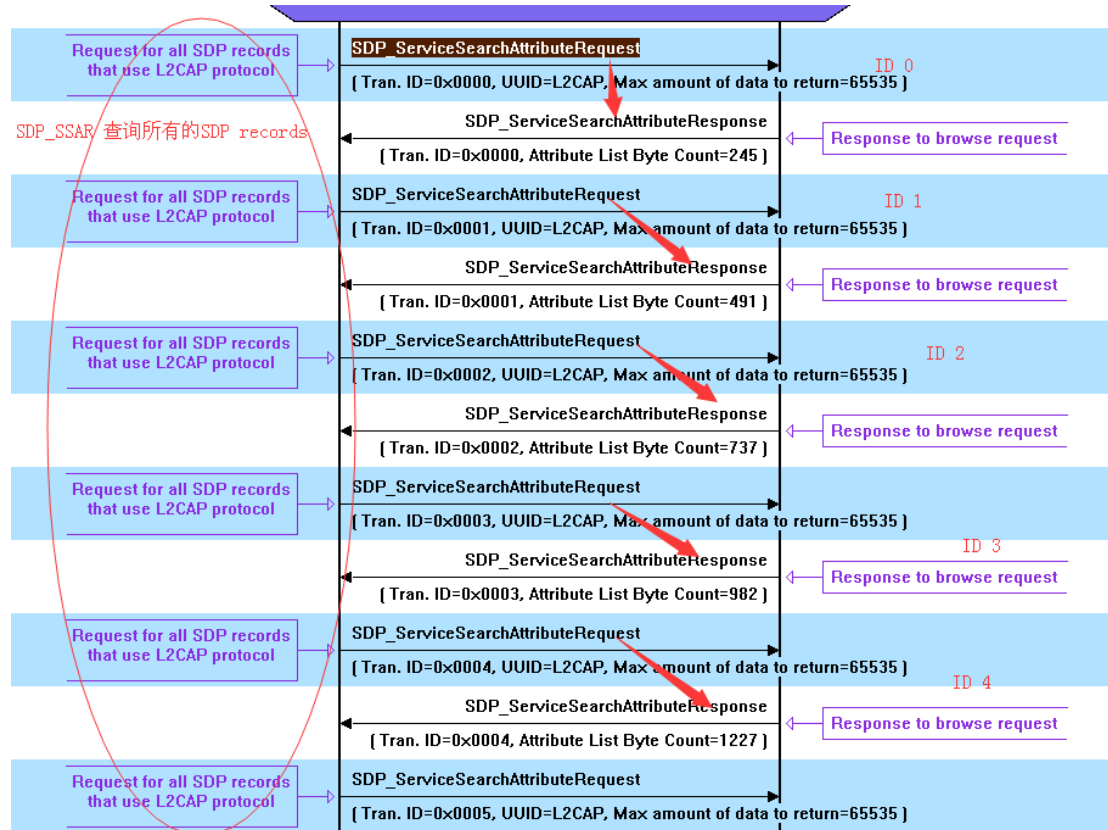 Request for all SDP records
that use L2CAP protocol
SDP_ServiceSearchAttributeRequest
(Tran. ID=0x0000, UUID=L2CAP, Max amount of data to return=65535)
ID 0
SDP_SSAR 查询所有的SDP records
SDP_ServiceSearchAttributeResponse
(Tran. ID=0x0000, Attribute List Byte Count=245)
Response to browse request
Request for all SDP records
that use L2CAP protocol
SDP_ServiceSearchAttributeRequest
(Tran. ID=0x0001, UUID=L2CAP, Max amount of data to return=65535)
ID 1
SDP_ServiceSearchAttributeResponse
(Tran. ID=0x0001, Attribute List Byte Count=491)
Response to browse request
Request for all SDP records
that use L2CAP protocol
SDP_ServiceSearchAttributeRequest
(Tran. ID=0x0002, UUID=L2CAP, Max amount of data to return=65535)
ID 2
SDP_ServiceSearchAttributeResponse
(Tran. ID=0x0002, Attribute List Byte Count=737)
Response to browse request
Request for all SDP records
that use L2CAP protocol
SDP_ServiceSearchAttributeRequest
(Tran. ID=0x0003, UUID=L2CAP, Max amount of data to return=65535)
ID 3
SDP_ServiceSearchAttributeResponse
(Tran. ID=0x0003, Attribute List Byte Count=982)
Response to browse request
Request for all SDP records
that use L2CAP protocol
SDP_ServiceSearchAttributeRequest
(Tran. ID=0x0004, UUID=L2CAP, Max amount of data to return=65535)
ID 4
SDP_ServiceSearchAttributeResponse
(Tran. ID=0x0004, Attribute List Byte Count=1227)
Response to browse request
Request for all SDP records
that use L2CAP protocol
SDP_ServiceSearchAttributeRequest
(Tran. ID=0x0005, UUID=L2CAP, Max amount of data to return=65535)